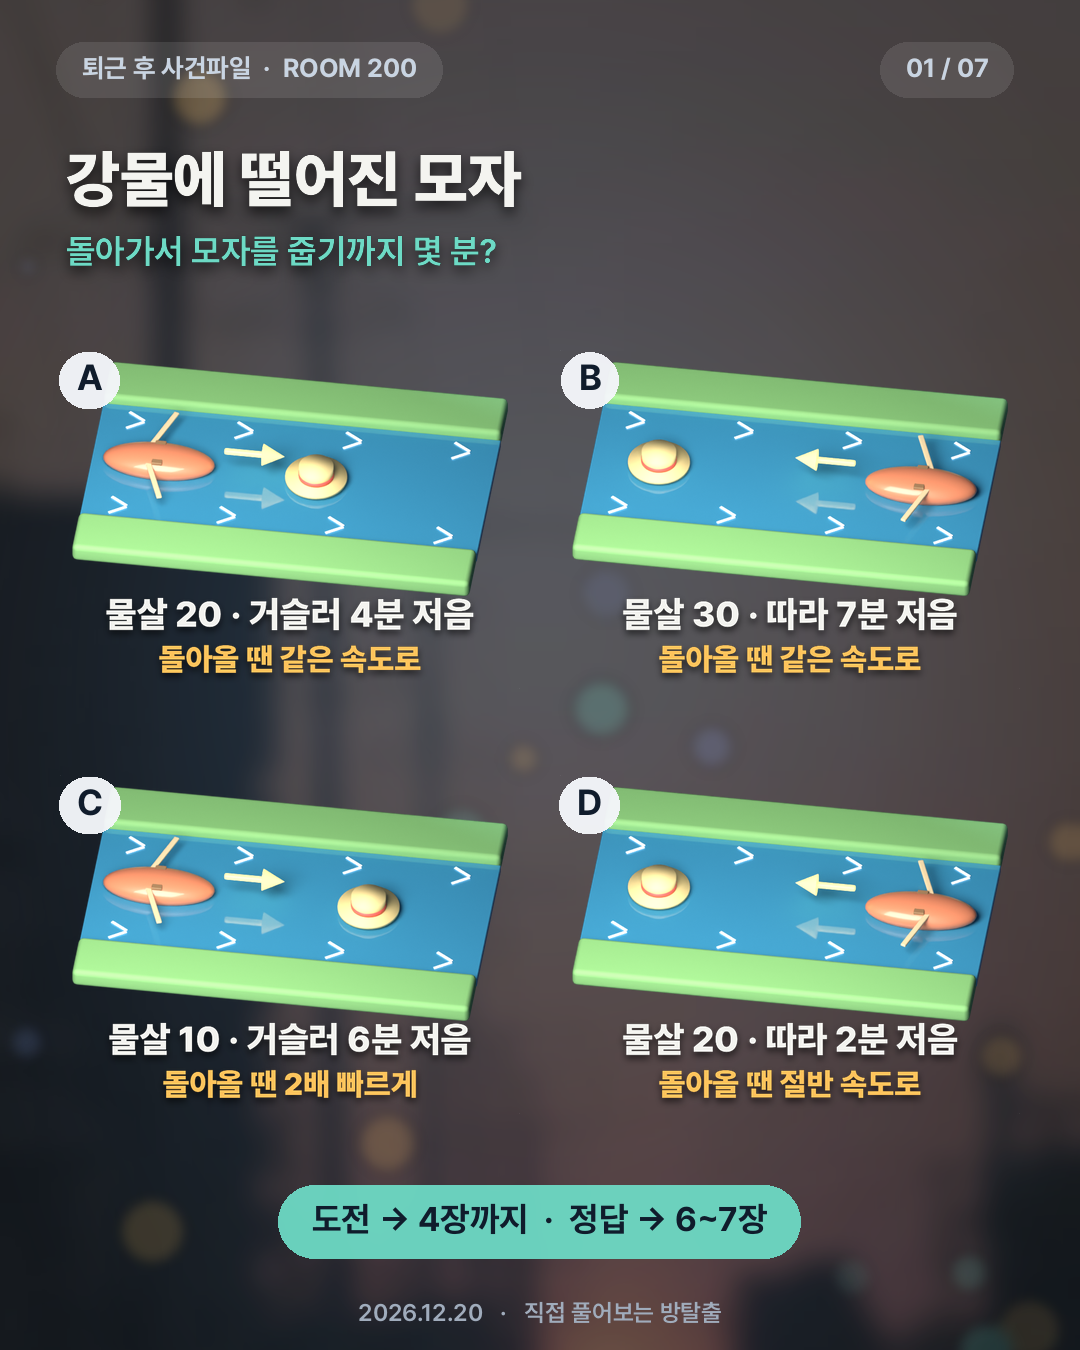 퇴근 후 사건파일 · ROOM 200
01 / 07
강물에 떨어진 모자
돌아가서 모자를 줍기까지 몇 분?
A
B
물살 20 · 거슬러 4분 저음
돌아올 땐 같은 속도로
물살 30 · 따라 7분 저음
돌아올 땐 같은 속도로
C
D
물살 10 · 거슬러 6분 저음
돌아올 땐 2배 빠르게
물살 20 · 따라 2분 저음
돌아올 땐 절반 속도로
도전 → 4장까지 · 정답 → 6~7장
2026.12.20 · 직접 풀어보는 방탈출